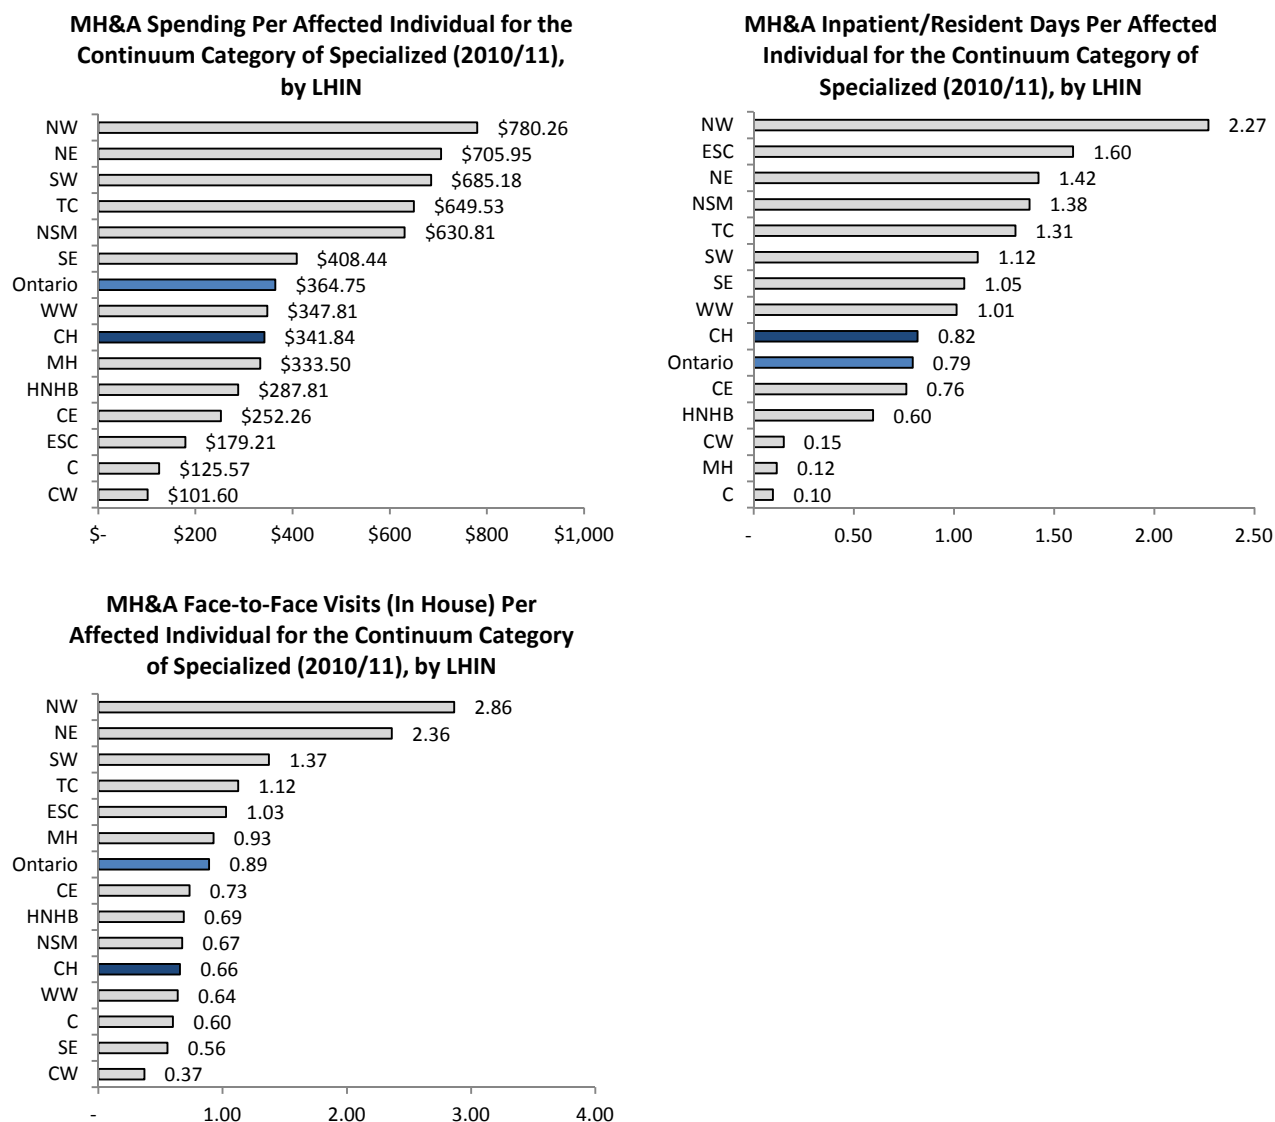 MH&A Spending Per Affected Individual for the
Continuum Category of Specialized (2010/11),
by LHIN
NW $780.26
NE $705.95
SW $685.18
TC $649.53
NSM $630.81
SE $408.44
Ontario $364.75
WW $347.81
CH $341.84
MH $333.50
HNHB $287.81
CE $252.26
ESC $179.21
C $125.57
CW $101.60
$- $200 $400 $600 $800 $1,000
MH&A Inpatient/Resident Days Per Affected
Individual for the Continuum Category of
Specialized (2010/11), by LHIN
NW 2.27
ESC 1.60
NE 1.42
NSM 1.38
TC 1.31
SW 1.12
SE 1.05
WW 1.01
CH 0.82
Ontario 0.79
CE 0.76
HNHB 0.60
CW 0.15
MH 0.12
C 0.10
- 0.50 1.00 1.50 2.00 2.50
MH&A Face-to-Face Visits (In House) Per
Affected Individual for the Continuum Category
of Specialized (2010/11), by LHIN
NW 2.86
NE 2.36
SW 1.37
TC 1.12
ESC 1.03
MH 0.93
Ontario 0.89
CE 0.73
HNHB 0.69
NSM 0.67
CH 0.66
WW 0.64
C 0.60
SE 0.56
CW 0.37
- 1.00 2.00 3.00 4.00